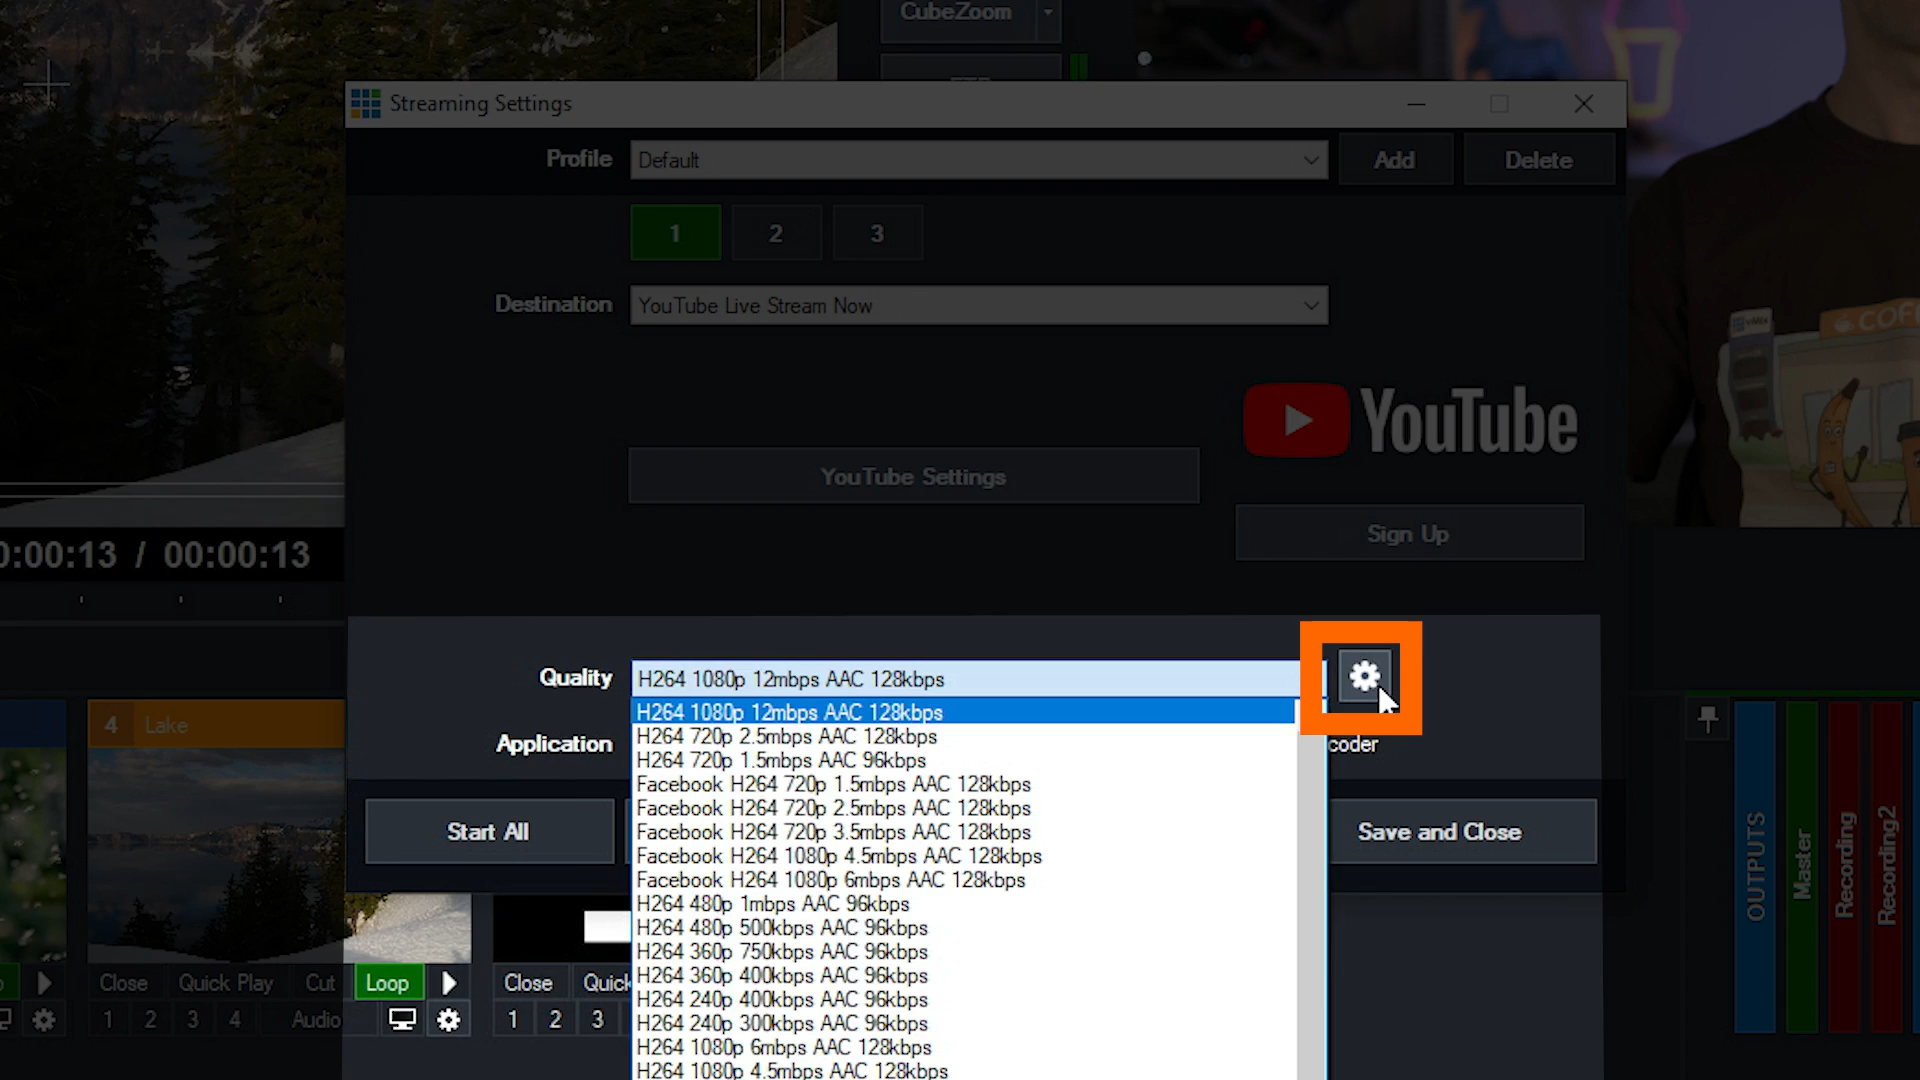 CubeZoom
Streaming Settings
Profile
Default
Add
Delete
1
2
3
Destination
YouTube Live Stream Now
YouTube
YouTube Settings
Sign Up
0:00:13 / 00:00:13
Quality
H264 1080p 12mbps AAC 128kbps
H264 1080p 12mbps AAC 128kbps
H264 720p 2.5mbps AAC 128kbps
H264 720p 1.5mbps AAC 96kbps
Facebook H264 720p 1.5mbps AAC 128kbps
Facebook H264 720p 2.5mbps AAC 128kbps
Facebook H264 720p 3.5mbps AAC 128kbps
Facebook H264 1080p 4.5mbps AAC 128kbps
Facebook H264 1080p 6mbps AAC 128kbps
H264 480p 1mbps AAC 96kbps
H264 480p 500kbps AAC 96kbps
H264 360p 750kbps AAC 96kbps
H264 360p 400kbps AAC 96kbps
H264 240p 400kbps AAC 96kbps
H264 240p 300kbps AAC 96kbps
H264 1080p 6mbps AAC 128kbps
H264 1080p 4.5mbps AAC 128kbps
Application
coder
Start All
Save and Close
4 Lake
Close Quick Play Cut Loop
1 2 3 4 Audio
Close Quick
1 2 3
OUTPUTS
Master
Recording
Recording2
COFF